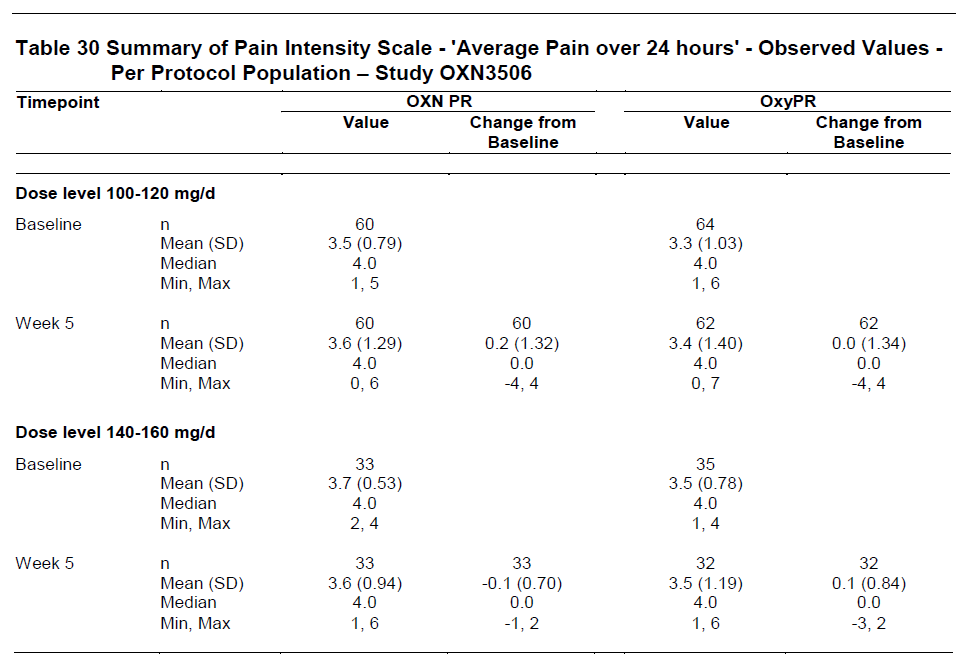 Table 30 Summary of Pain Intensity Scale - 'Average Pain over 24 hours' - Observed Values -
Per Protocol Population – Study OXN3506
Timepoint OXN PR OxyPR
Value Change from Baseline Value Change from Baseline
Dose level 100-120 mg/d
Baseline n 60 64
Mean (SD) 3.5 (0.79) 3.3 (1.03)
Median 4.0 4.0
Min, Max 1, 5 1, 6
Week 5 n 60 60 62 62
Mean (SD) 3.6 (1.29) 0.2 (1.32) 3.4 (1.40) 0.0 (1.34)
Median 4.0 0.0 4.0 0.0
Min, Max 0, 6 -4, 4 0, 7 -4, 4
Dose level 140-160 mg/d
Baseline n 33 35
Mean (SD) 3.7 (0.53) 3.5 (0.78)
Median 4.0 4.0
Min, Max 2, 4 1, 4
Week 5 n 33 33 32 32
Mean (SD) 3.6 (0.94) -0.1 (0.70) 3.5 (1.19) 0.1 (0.84)
Median 4.0 0.0 4.0 0.0
Min, Max 1, 6 -1, 2 1, 6 -3, 2